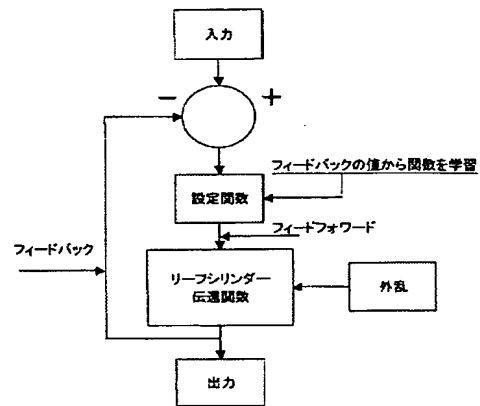 入力
− +
フィードバックの値から関数を学習
設定関数
フィードフォワード
フィードバック
リーフシリンダー
伝達関数
外乱
出力